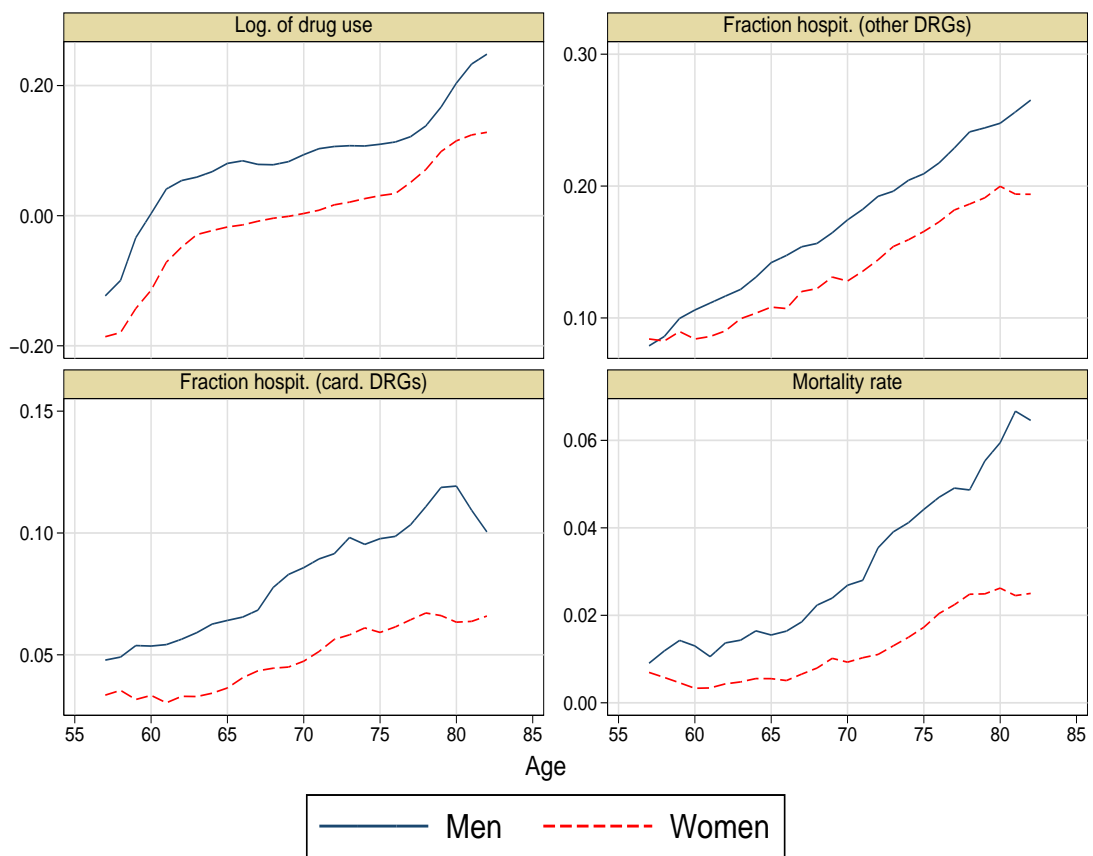 Log. of drug use
Fraction hospit. (other DRGs)
0.20
0.00
−0.20
0.30
0.20
0.10
Fraction hospit. (card. DRGs)
Mortality rate
0.15
0.10
0.05
0.06
0.04
0.02
0.00
55 60 65 70 75 80 85
55 60 65 70 75 80 85
Age
Men Women